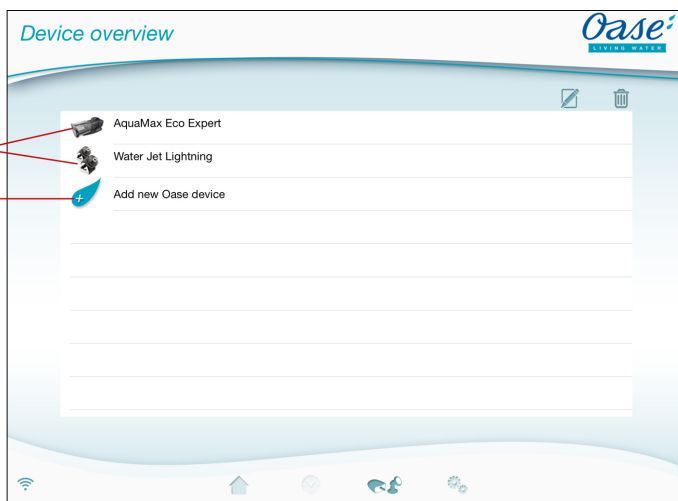 Device overview
Oase
LIVING WATER
AquaMax Eco Expert
Water Jet Lightning
Add new Oase device